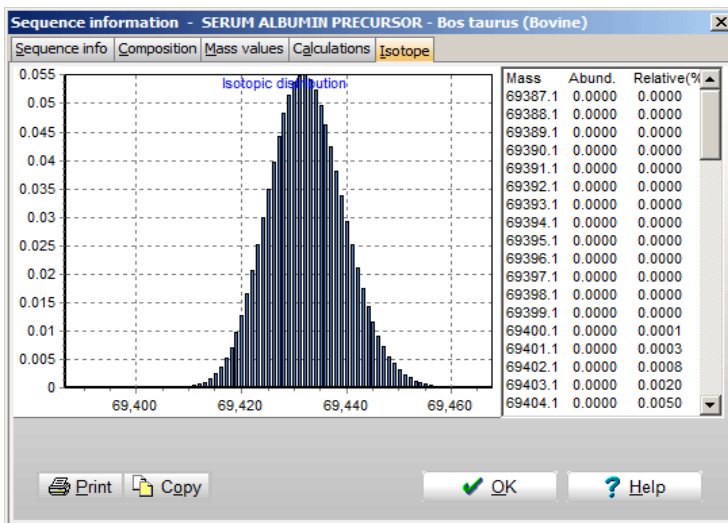 Sequence information - SERUM ALBUMIN PRECURSOR - Bos taurus (Bovine)
Sequence info Composition Mass values Calculations Isotope
Isotopic distribution
0.055
0.05
0.045
0.04
0.035
0.03
0.025
0.02
0.015
0.01
0.005
0
69,400 69,420 69,440 69,460
Mass Abund. Relative(%
69387.1 0.0000 0.0000
69388.1 0.0000 0.0000
69389.1 0.0000 0.0000
69390.1 0.0000 0.0000
69391.1 0.0000 0.0000
69392.1 0.0000 0.0000
69393.1 0.0000 0.0000
69394.1 0.0000 0.0000
69395.1 0.0000 0.0000
69396.1 0.0000 0.0000
69397.1 0.0000 0.0000
69398.1 0.0000 0.0000
69399.1 0.0000 0.0000
69400.1 0.0000 0.0001
69401.1 0.0000 0.0003
69402.1 0.0000 0.0008
69403.1 0.0000 0.0020
69404.1 0.0000 0.0050
Print Copy OK ? Help